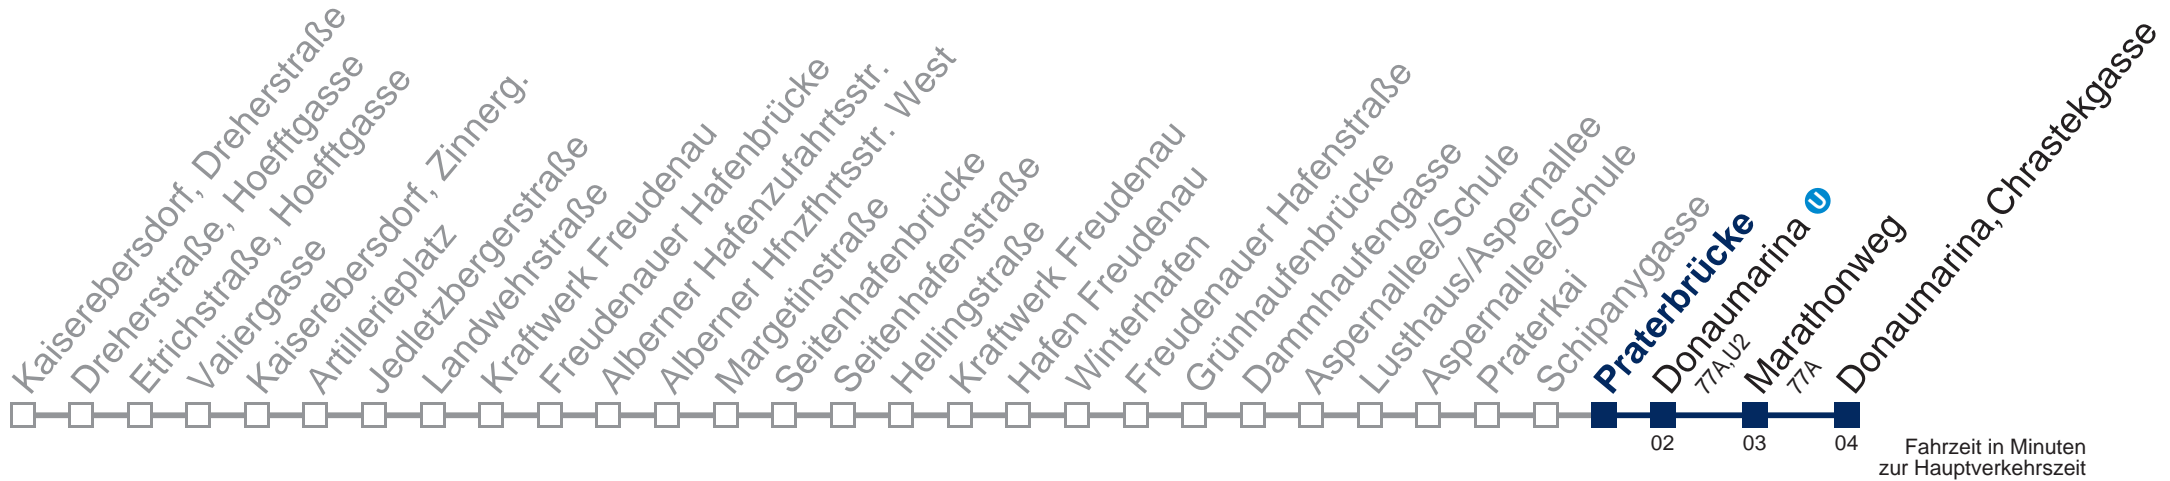 Kaiserebersdorf, Dreherstraße
Dreherstraße, Hoefftgasse
Etrichstraße, Hoefftgasse
Valiergasse
Kaiserebersdorf, Zinnerg.
Artillerieplatz
Jedletzbergerstraße
Landwehrstraße
Kraftwerk Freudenau
Freudenauer Hafenbrücke
Alberner Hafenzufahrtsstr.
Alberner Hfnzfhrtsstr. West
Margetinstraße
Seitenhafenbrücke
Seitenhafenstraße
Hellingstraße
Kraftwerk Freudenau
Hafen Freudenau
Winterhafen
Freudenauer Hafenstraße
Grünhaufenbrücke
Dammhaufengasse
Aspernallee/Schule
Lusthaus/Aspernallee
Aspernallee/Schule
Praterkai
Schipanygasse
Praterbrücke
Donaumarina U
77A, U2
Marathonweg
77A
Donaumarina, Chrastekgasse
02
03
04
Fahrzeit in Minuten
zur Hauptverkehrszeit